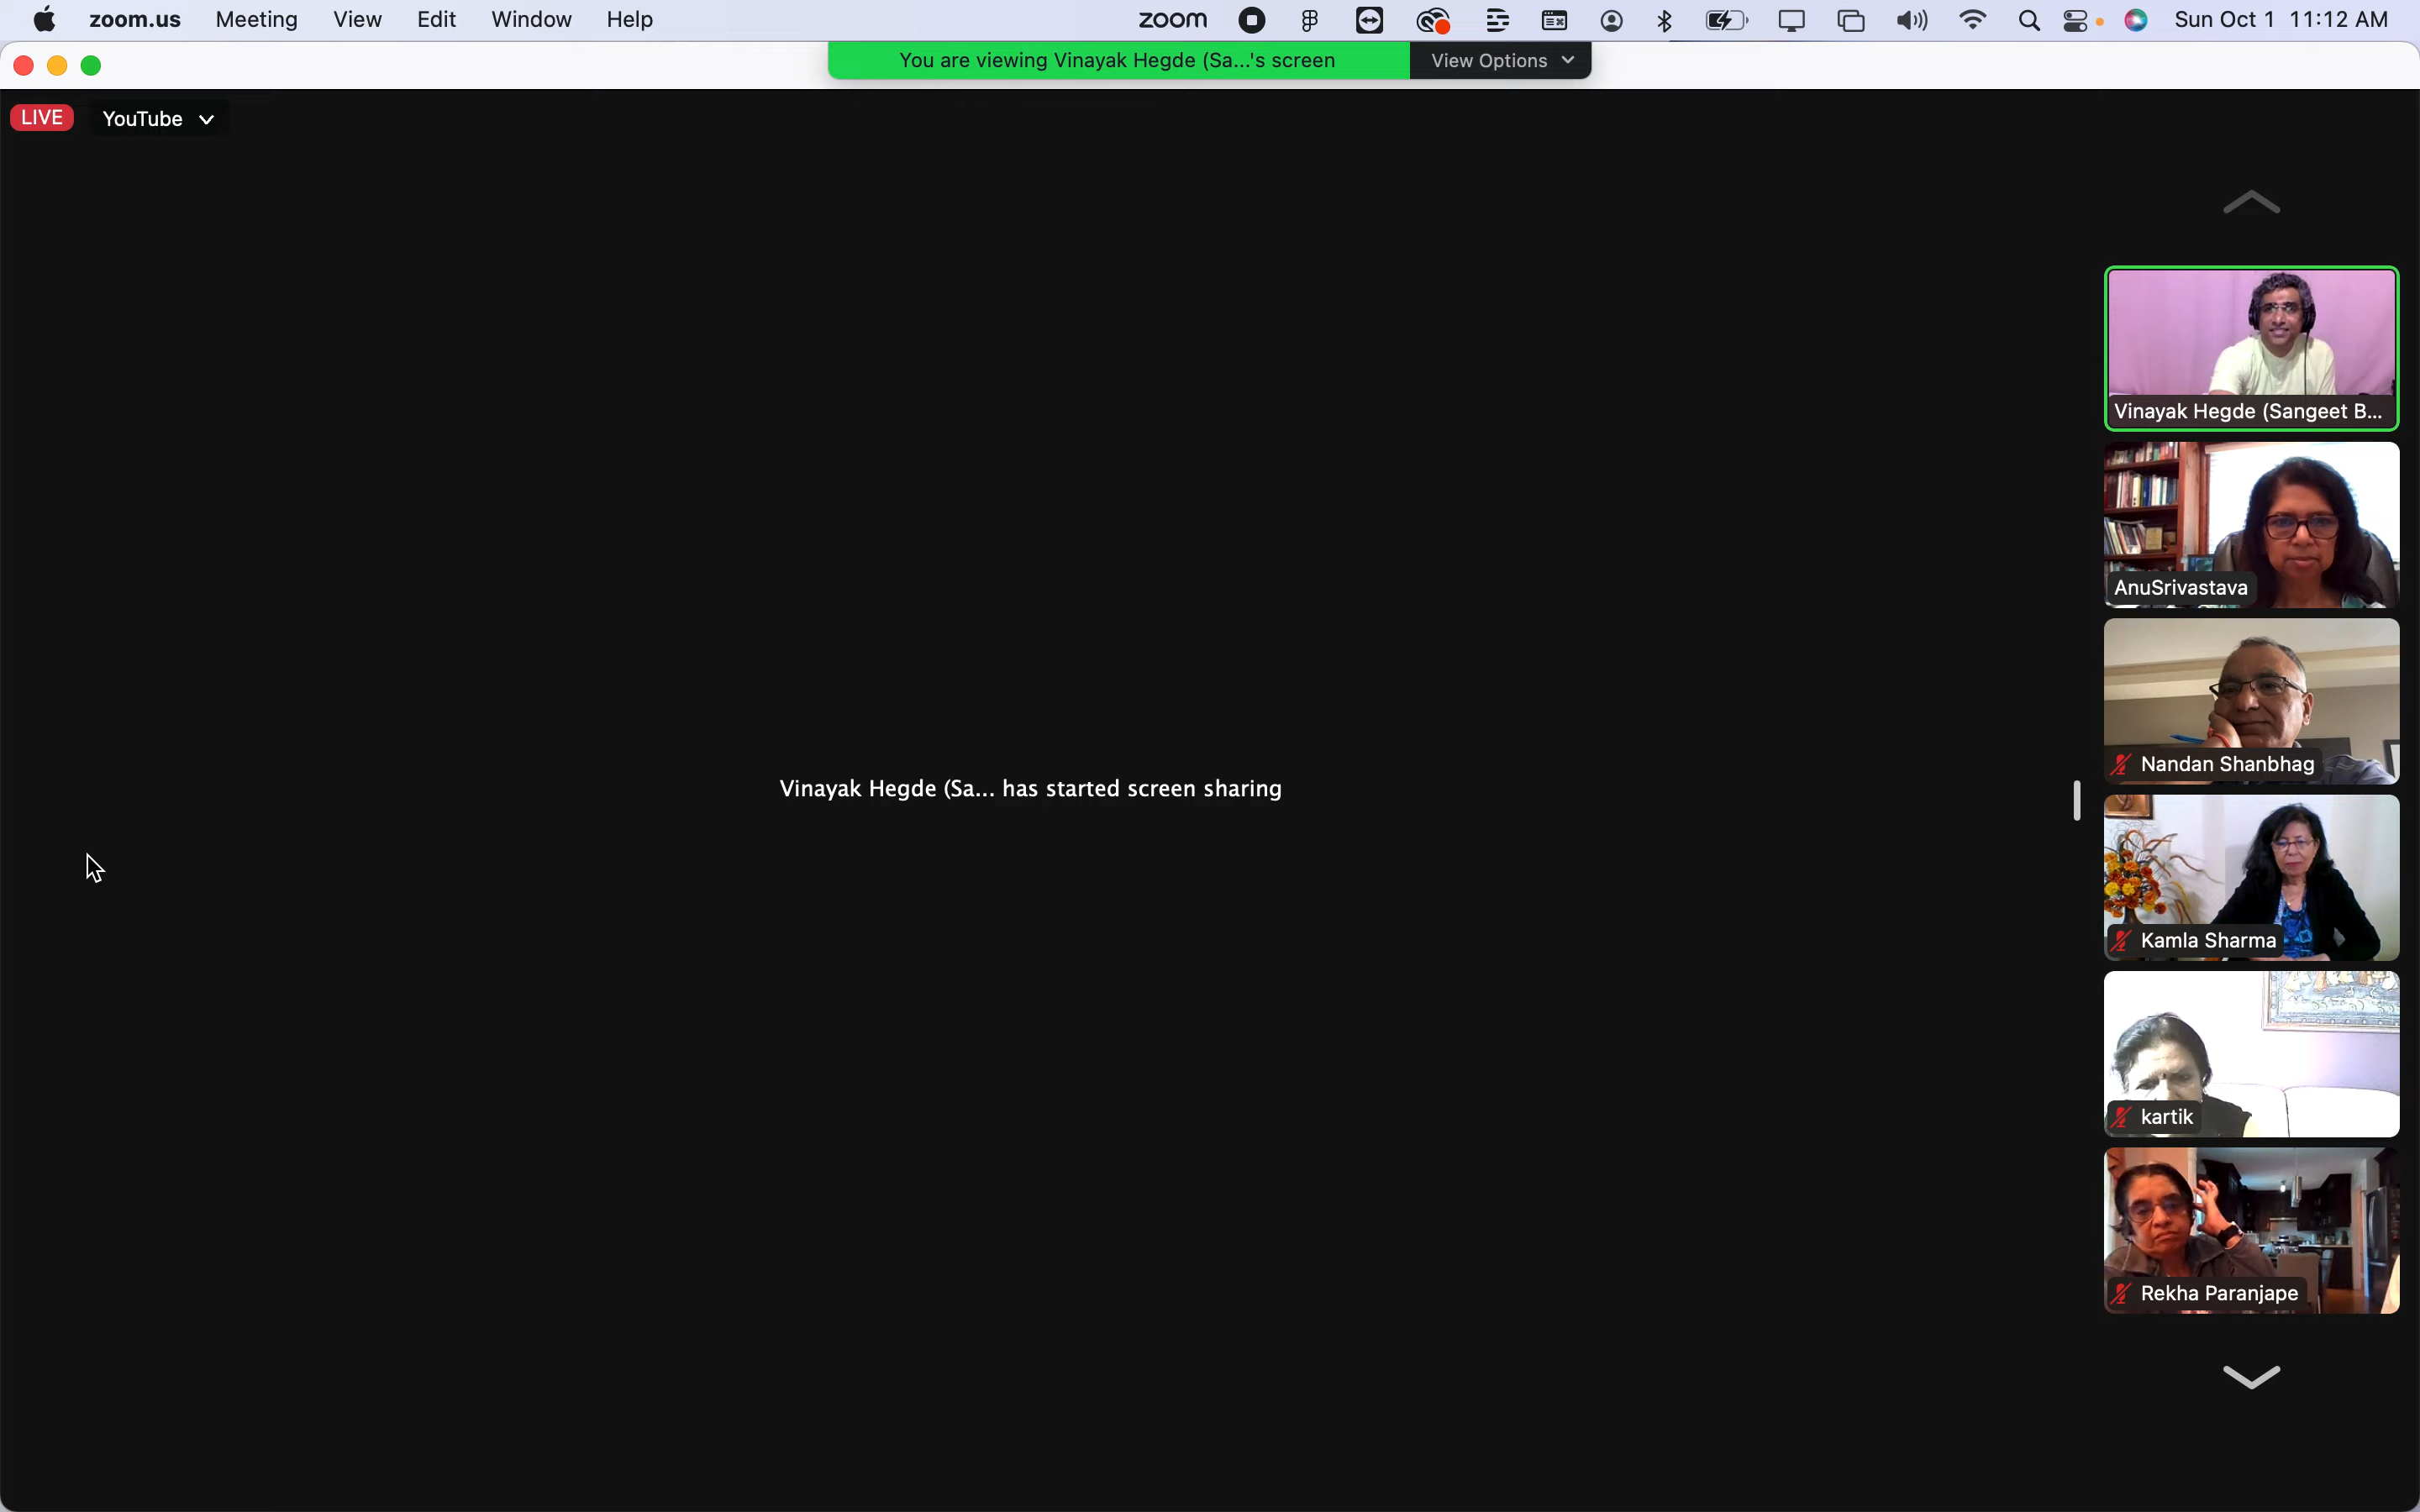 zoom.us Meeting View Edit Window Help zoom Sun Oct 1 11:12 AM
You are viewing Vinayak Hegde (Sa...'s screen View Options
LIVE YouTube
Vinayak Hegde (Sangeet B...
AnuSrivastava
Nandan Shanbhag
Vinayak Hegde (Sa... has started screen sharing
Kamla Sharma
kartik
Rekha Paranjape